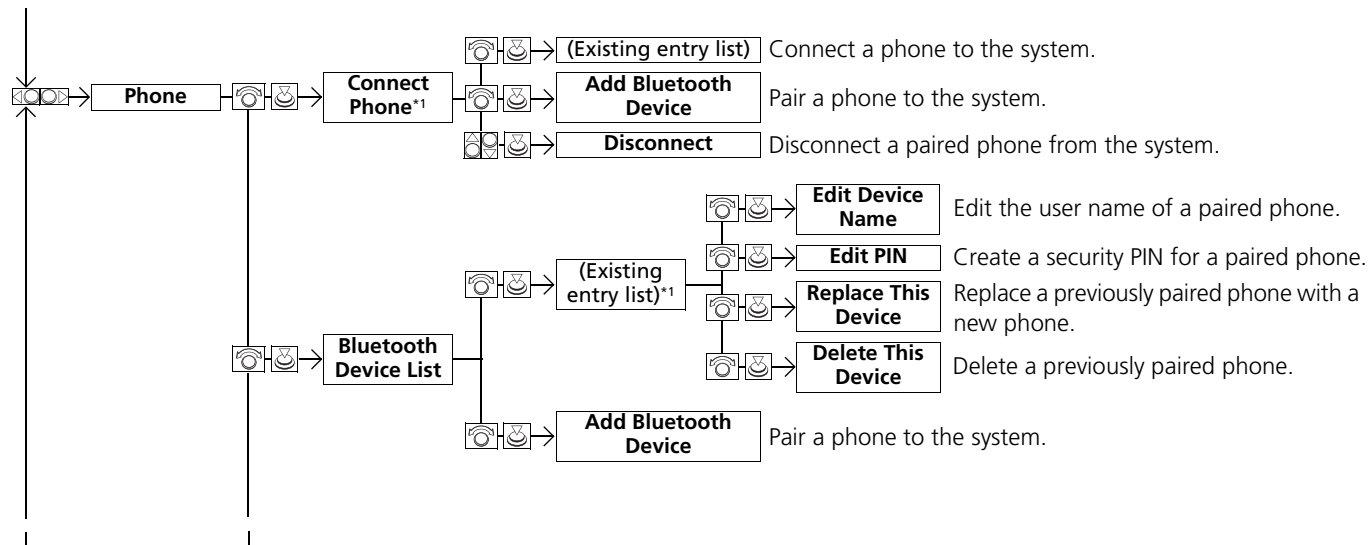 (Existing entry list) Connect a phone to the system.
Phone
Connect
Phone*1
Add Bluetooth
Device
Pair a phone to the system.
Disconnect Disconnect a paired phone from the system.
Edit Device
Name
Edit the user name of a paired phone.
Edit PIN Create a security PIN for a paired phone.
(Existing
entry list)*1
Replace This
Device
Replace a previously paired phone with a
new phone.
Bluetooth
Device List
Delete This
Device
Delete a previously paired phone.
Add Bluetooth
Device
Pair a phone to the system.